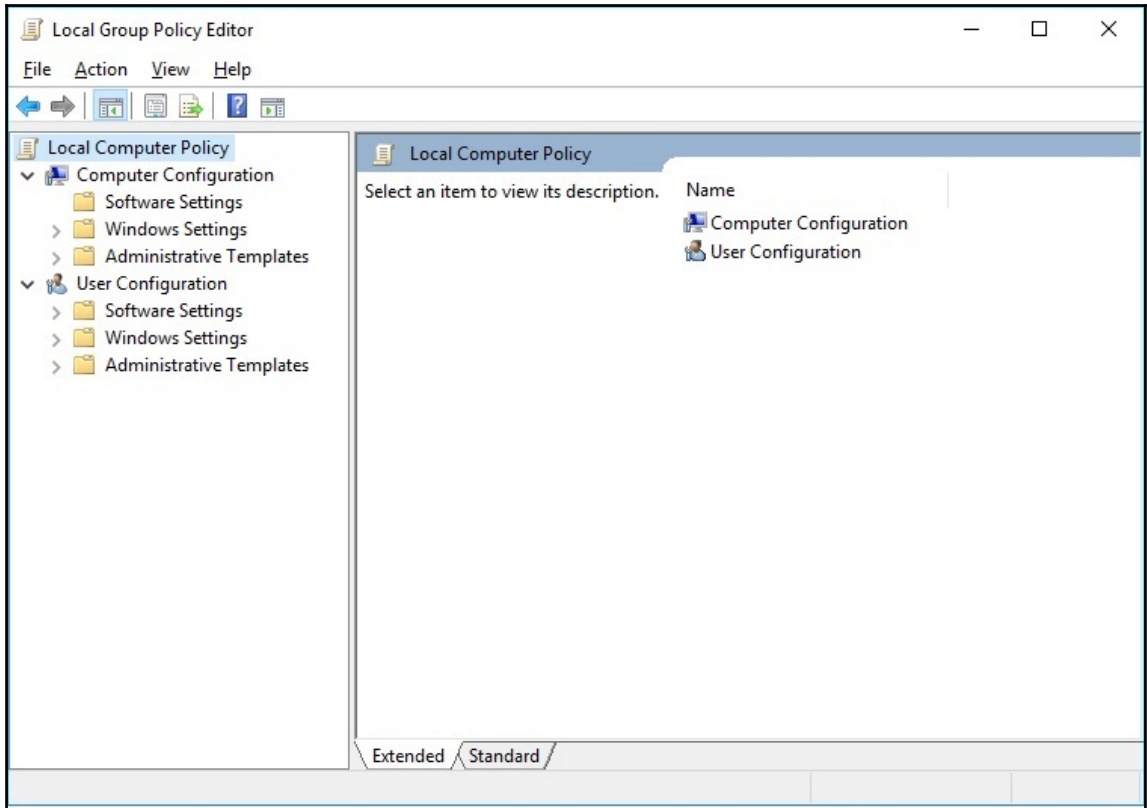 Local Group Policy Editor
File Action View Help
Local Computer Policy
Computer Configuration
Software Settings
Windows Settings
Administrative Templates
User Configuration
Software Settings
Windows Settings
Administrative Templates
Local Computer Policy
Select an item to view its description.
Name
Computer Configuration
User Configuration
Extended Standard